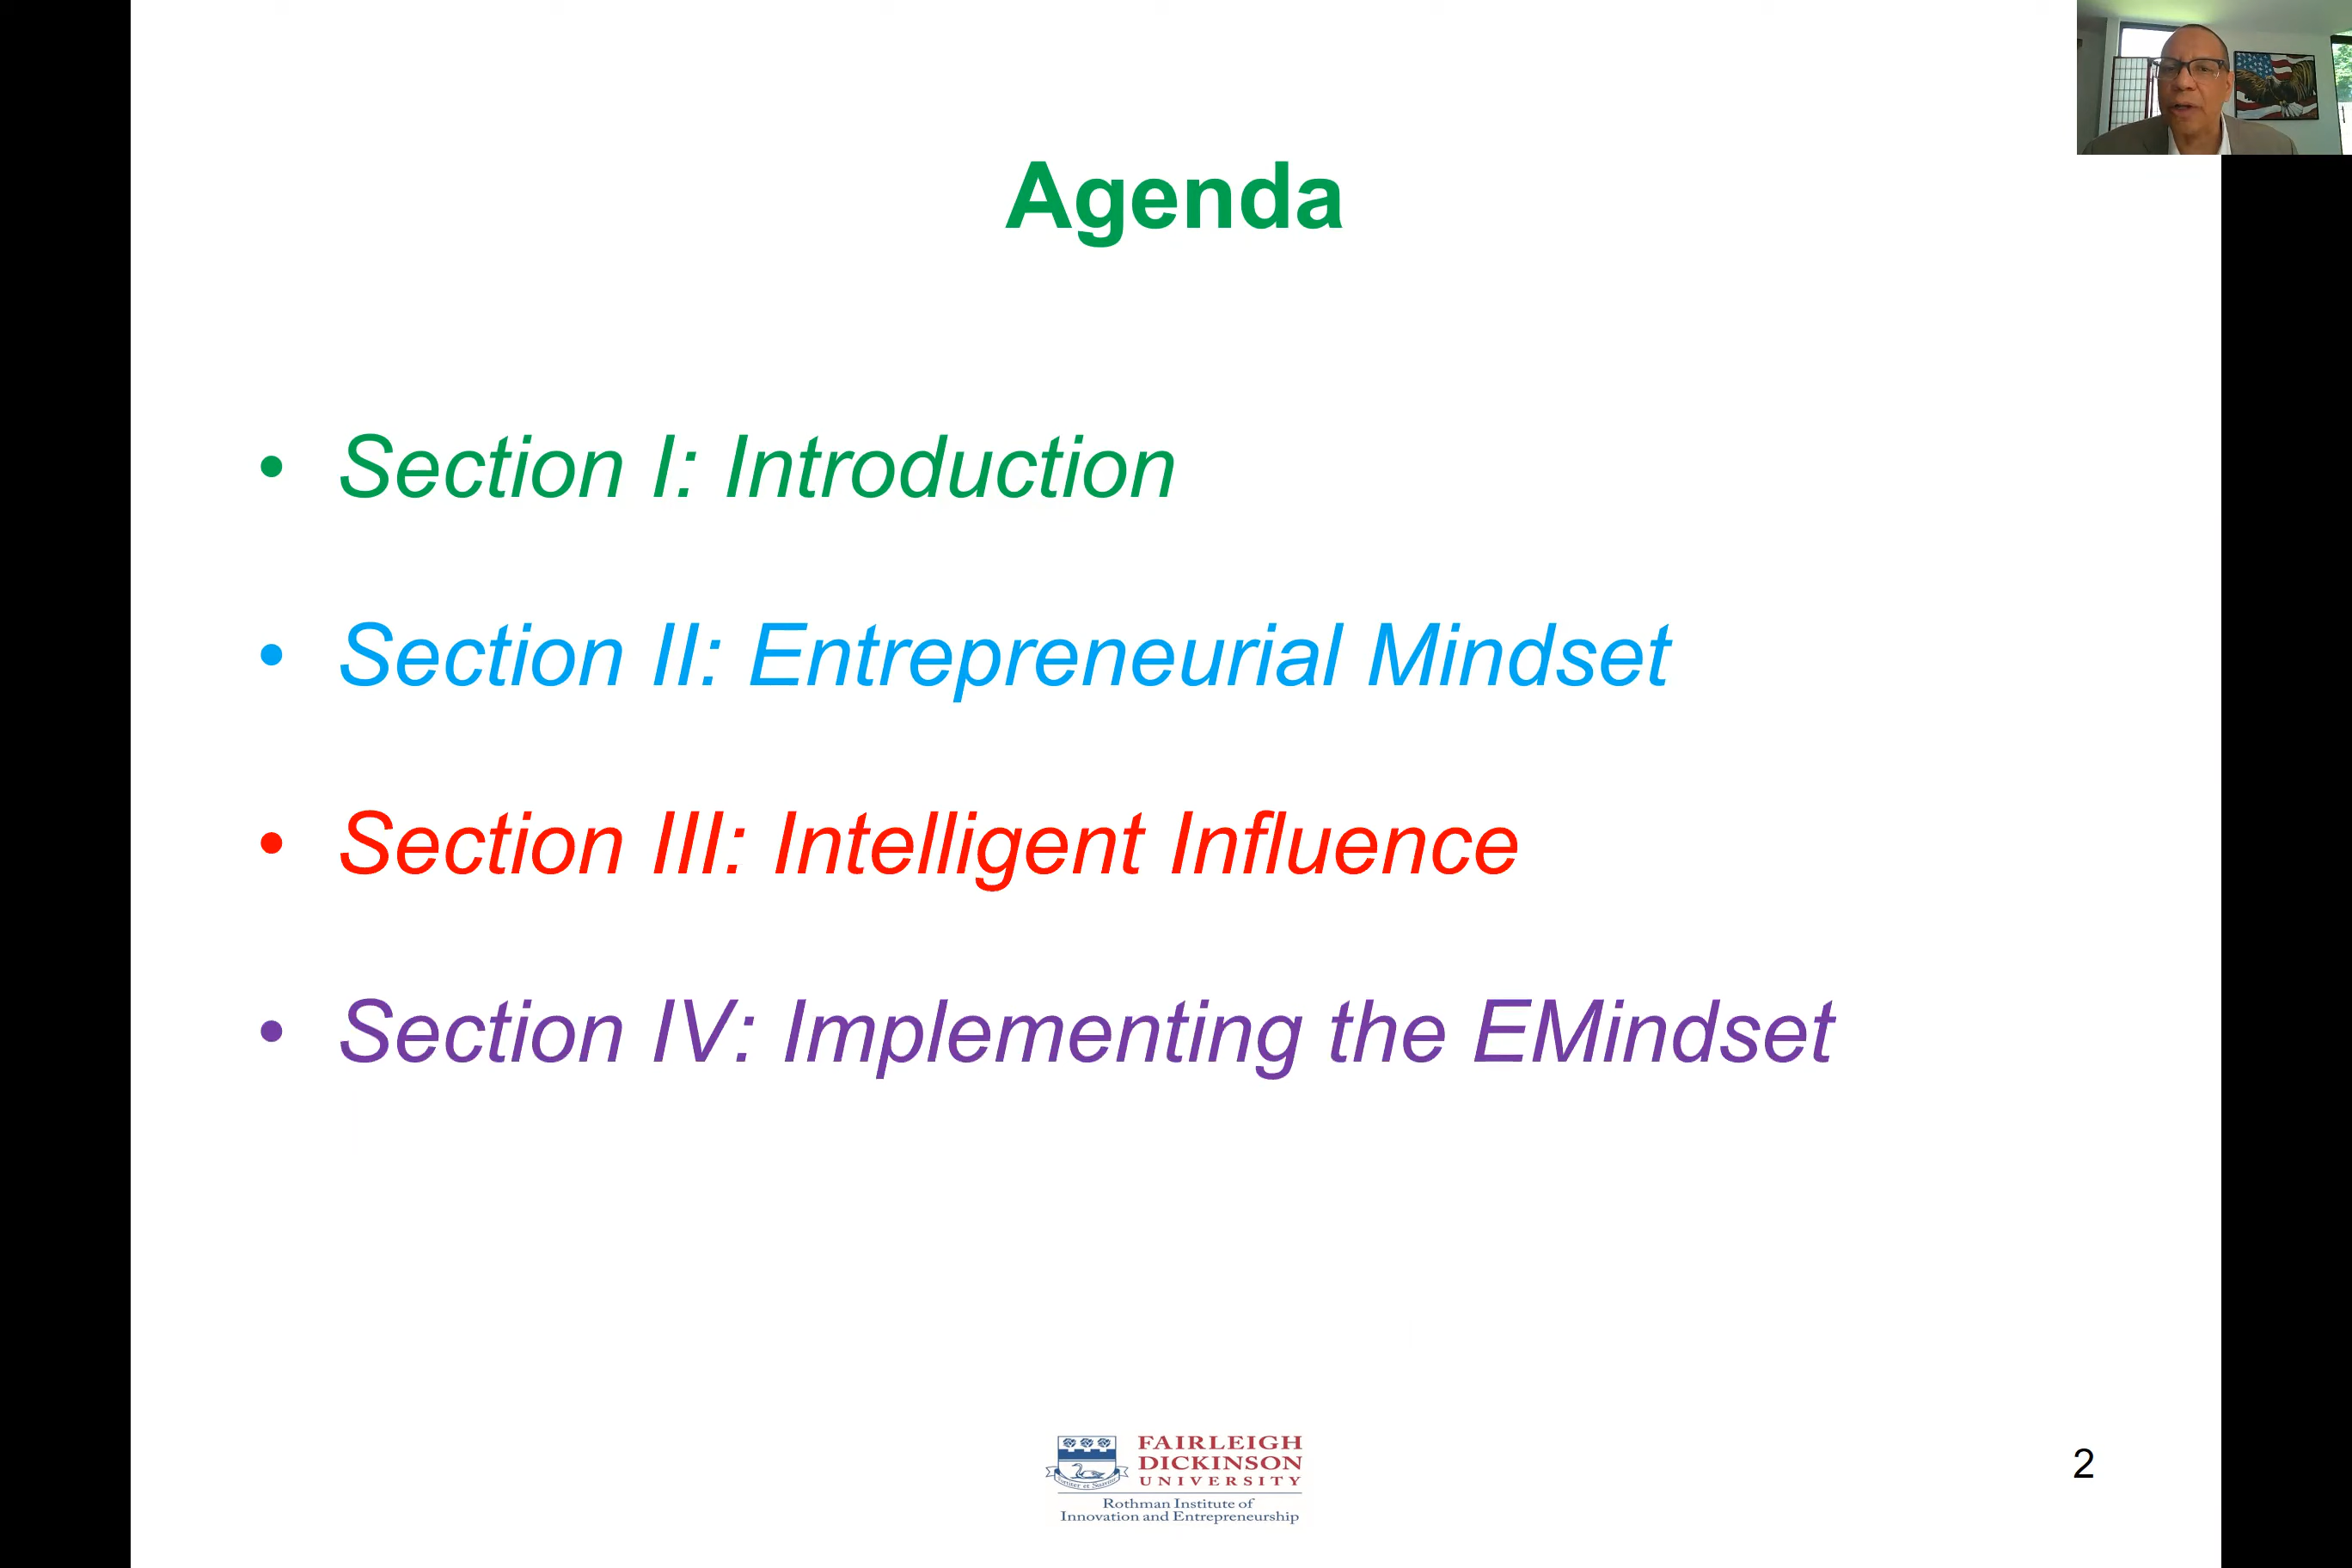 Agenda
• Section I: Introduction
• Section II: Entrepreneurial Mindset
• Section III: Intelligent Influence
• Section IV: Implementing the EMindset
FAIRLEIGH
DICKINSON
UNIVERSITY
Rothman Institute of
Innovation and Entrepreneurship
2